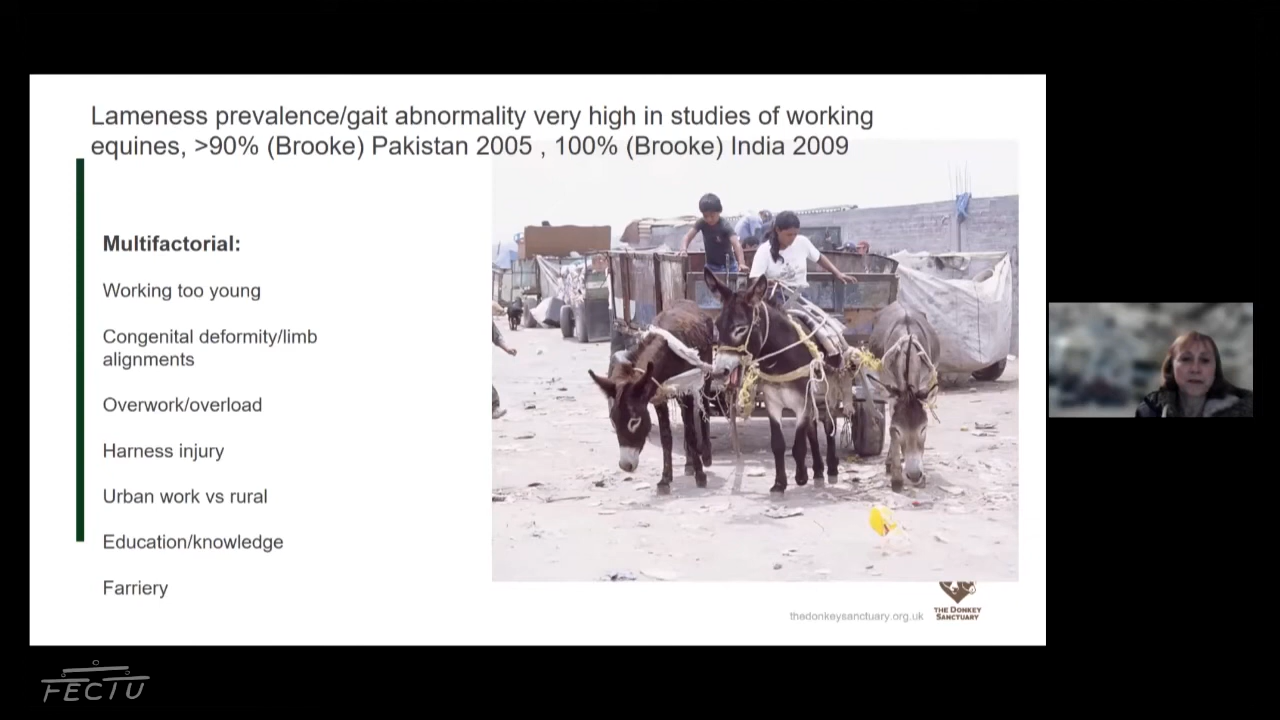 Lameness prevalence/gait abnormality very high in studies of working
equines, >90% (Brooke) Pakistan 2005 , 100% (Brooke) India 2009
Multifactorial:
Working too young
Congenital deformity/limb
alignments
Overwork/overload
Harness injury
Urban work vs rural
Education/knowledge
Farriery
thedonkeysanctuary.org.uk
THE DONKEY
SANCTUARY
FECTU